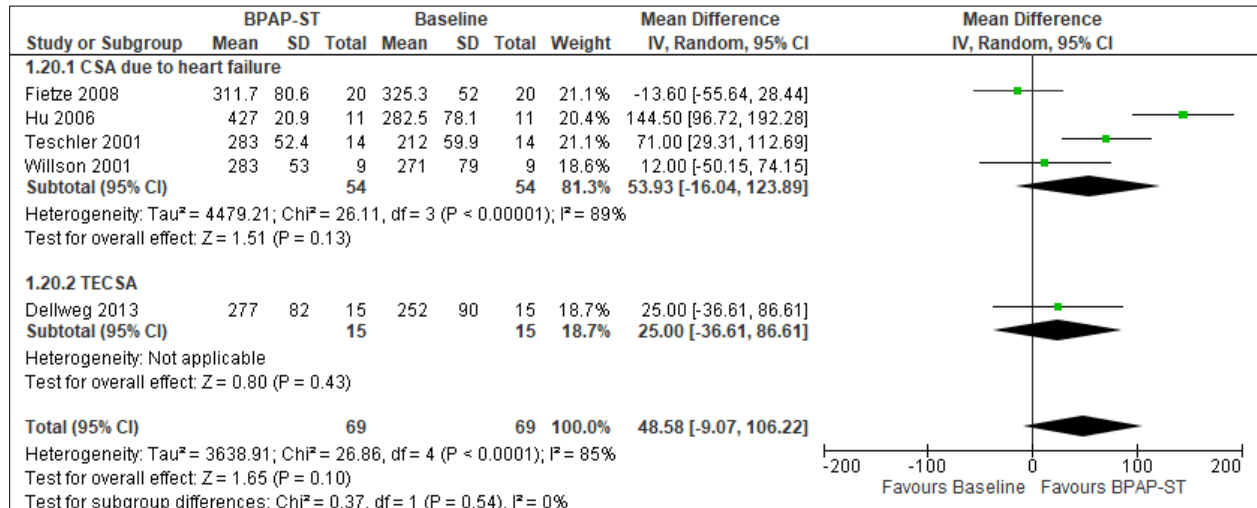 BPAP-ST Baseline Mean Difference Mean Difference
Study or Subgroup Mean SD Total Mean SD Total Weight IV, Random, 95% CI IV, Random, 95% CI
1.20.1 CSA due to heart failure
Fietze 2008 311.7 80.6 20 325.3 52 20 21.1% -13.60 [-55.64, 28.44]
Hu 2006 427 20.9 11 282.5 78.1 11 20.4% 144.50 [96.72, 192.28]
Teschler 2001 283 52.4 14 212 59.9 14 21.1% 71.00 [29.31, 112.69]
Willson 2001 283 53 9 271 79 9 18.6% 12.00 [-50.15, 74.15]
Subtotal (95% CI) 54 54 81.3% 53.93 [-16.04, 123.89]
Heterogeneity: Tau² = 4479.21; Chi² = 26.11, df = 3 (P < 0.00001); I² = 89%
Test for overall effect: Z = 1.51 (P = 0.13)
1.20.2 TECSA
Dellweg 2013 277 82 15 252 90 15 18.7% 25.00 [-36.61, 86.61]
Subtotal (95% CI) 15 15 18.7% 25.00 [-36.61, 86.61]
Heterogeneity: Not applicable
Test for overall effect: Z = 0.80 (P = 0.43)
Total (95% CI) 69 69 100.0% 48.58 [-9.07, 106.22]
Heterogeneity: Tau² = 3638.91; Chi² = 26.86, df = 4 (P < 0.0001); I² = 85%
Test for overall effect: Z = 1.65 (P = 0.10)
Test for subgroup differences: Chi² = 0.37, df = 1 (P = 0.54), I² = 0%
-200 -100 0 100 200
Favours Baseline Favours BPAP-ST